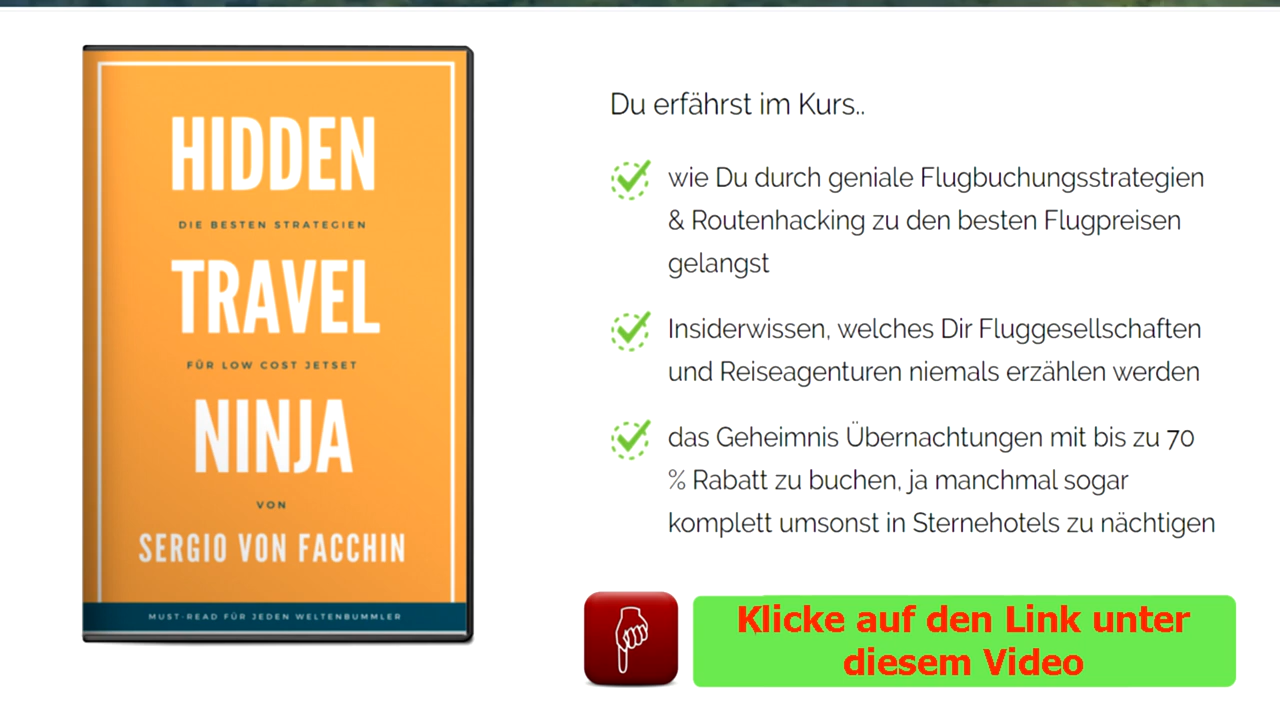 HIDDEN
DIE BESTEN STRATEGIEN
TRAVEL
FÜR LOW COST JETSET
NINJA
VON
SERGIO VON FACCHIN
MUST-READ FÜR JEDEN WELTENBUMMLER
Du erfährst im Kurs..
wie Du durch geniale Flugbuchungsstrategien
& Routenhacking zu den besten Flugpreisen
gelangst
Insiderwissen, welches Dir Fluggesellschaften
und Reiseagenturen niemals erzählen werden
das Geheimnis Übernachtungen mit bis zu 70
% Rabatt zu buchen, ja manchmal sogar
komplett umsonst in Sternehotels zu nächtigen
Klicke auf den Link unter
diesem Video